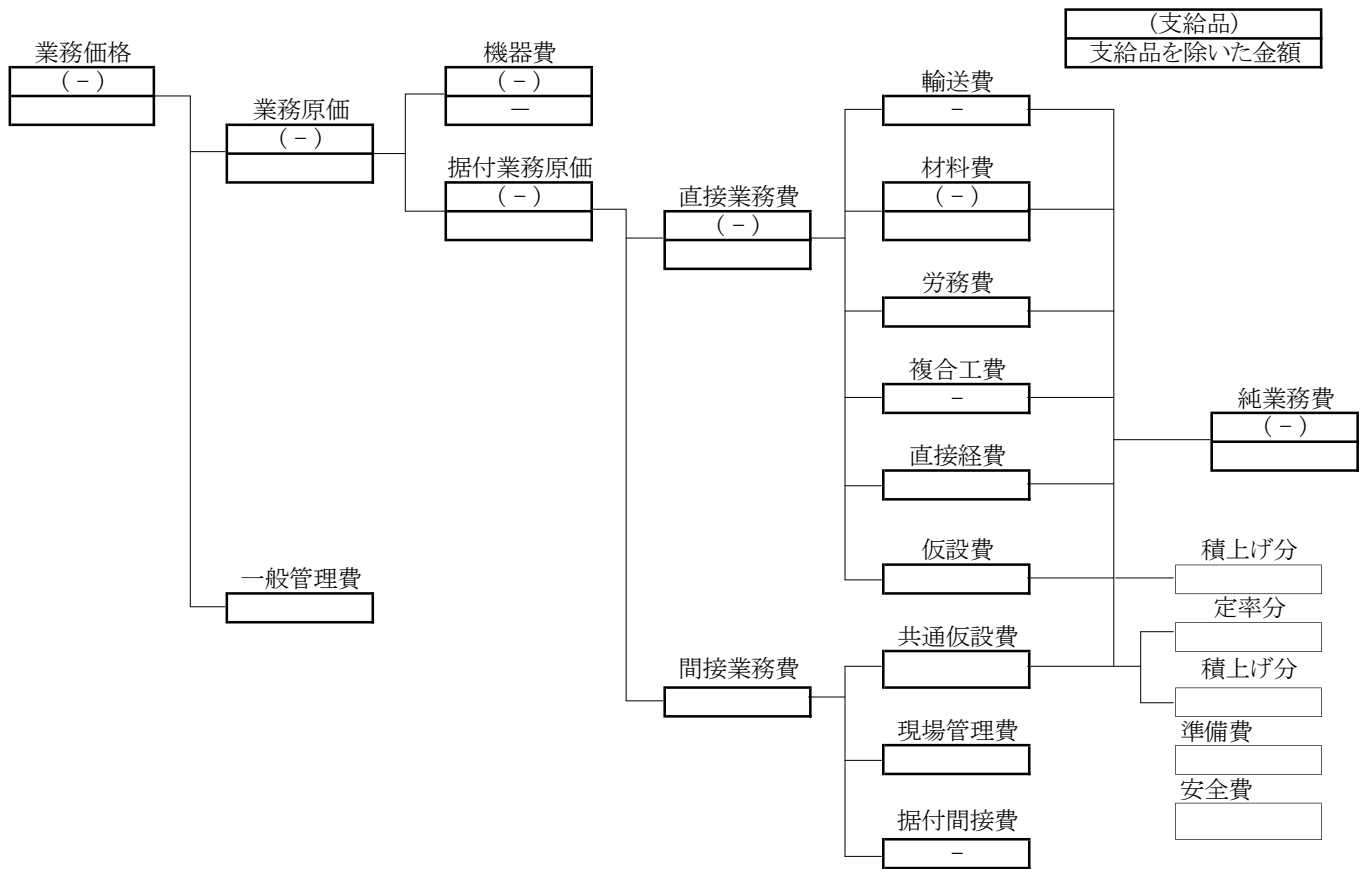 (支給品)
支給品を除いた金額
業務価格
(-)
業務原価
(-)
機器費
(-)
—
据付業務原価
(-)
直接業務費
(-)
輸送費
-
材料費
(-)
労務費
複合工費
-
直接経費
純業務費
(-)
仮設費
積上げ分
一般管理費
定率分
共通仮設費
間接業務費
積上げ分
現場管理費
準備費
安全費
据付間接費
-